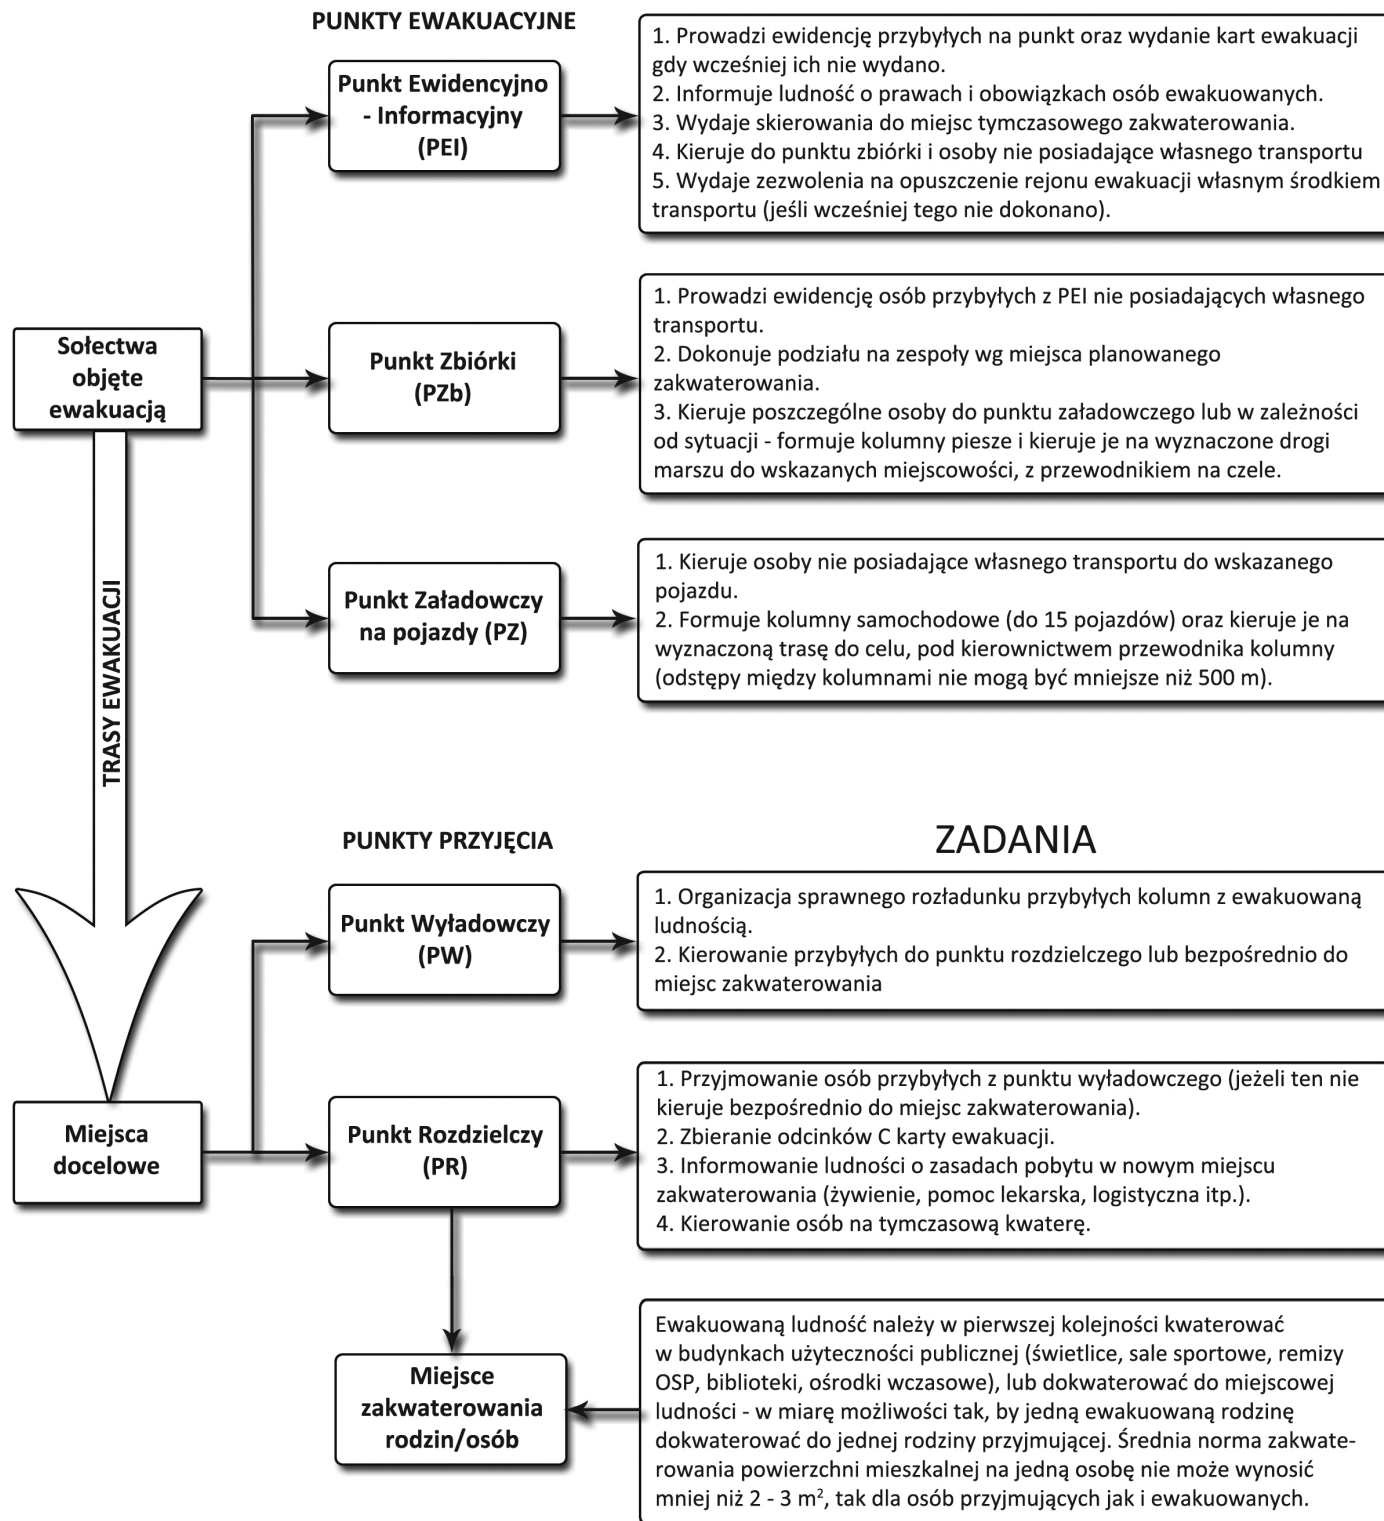 PUNKTY EWAKUACYJNE
Punkt Ewidencyjno
- Informacyjny
(PEI)
1. Prowadzi ewidencję przybyłych na punkt oraz wydanie kart ewakuacji
gdy wcześniej ich nie wydano.
2. Informuje ludność o prawach i obowiązkach osób ewakuowanych.
3. Wydaje skierowania do miejsc tymczasowego zakwaterowania.
4. Kieruje do punktu zbiórki i osoby nie posiadające własnego transportu
5. Wydaje zezwolenia na opuszczenie rejonu ewakuacji własnym środkiem
transportu (jeśli wcześniej tego nie dokonano).
Sołectwa
objęte
ewakuacją
Punkt Zbiórki
(PZb)
1. Prowadzi ewidencję osób przybyłych z PEI nie posiadających własnego
transportu.
2. Dokonuje podziału na zespoły wg miejsca planowanego
zakwaterowania.
3. Kieruje poszczególne osoby do punktu załadowczego lub w zależności
od sytuacji - formuje kolumny piesze i kieruje je na wyznaczone drogi
marszu do wskazanych miejscowości, z przewodnikiem na czele.
Punkt Załadowczy
na pojazdy (PZ)
1. Kieruje osoby nie posiadające własnego transportu do wskazanego
pojazdu.
2. Formuje kolumny samochodowe (do 15 pojazdów) oraz kieruje je na
wyznaczoną trasę do celu, pod kierownictwem przewodnika kolumny
(odstępy między kolumnami nie mogą być mniejsze niż 500 m).
TRASY EWAKUACJI
PUNKTY PRZYJĘCIA
ZADANIA
Punkt Wyładowczy
(PW)
1. Organizacja sprawnego rozładunku przybyłych kolumn z ewakuowaną
ludnością.
2. Kierowanie przybyłych do punktu rozdzielczego lub bezpośrednio do
miejsc zakwaterowania
Miejsca
docelowe
Punkt Rozdzielczy
(PR)
1. Przyjmowanie osób przybyłych z punktu wyładowczego (jeżeli ten nie
kieruje bezpośrednio do miejsc zakwaterowania).
2. Zbieranie odcinków C karty ewakuacji.
3. Informowanie ludności o zasadach pobytu w nowym miejscu
zakwaterowania (żywienie, pomoc lekarska, logistyczna itp.).
4. Kierowanie osób na tymczasową kwaterę.
Miejsce
zakwaterowania
rodzin/osób
Ewakuowaną ludność należy w pierwszej kolejności kwaterować
w budynkach użyteczności publicznej (świetlice, sale sportowe, remizy
OSP, biblioteki, ośrodki wczasowe), lub dokwaterować do miejscowej
ludności - w miarę możliwości tak, by jedną ewakuowaną rodzinę
dokwaterować do jednej rodziny przyjmującej. Średnia norma zakwate-
rowania powierzchni mieszkalnej na jedną osobę nie może wynosić
mniej niż 2 - 3 m², tak dla osób przyjmujących jak i ewakuowanych.